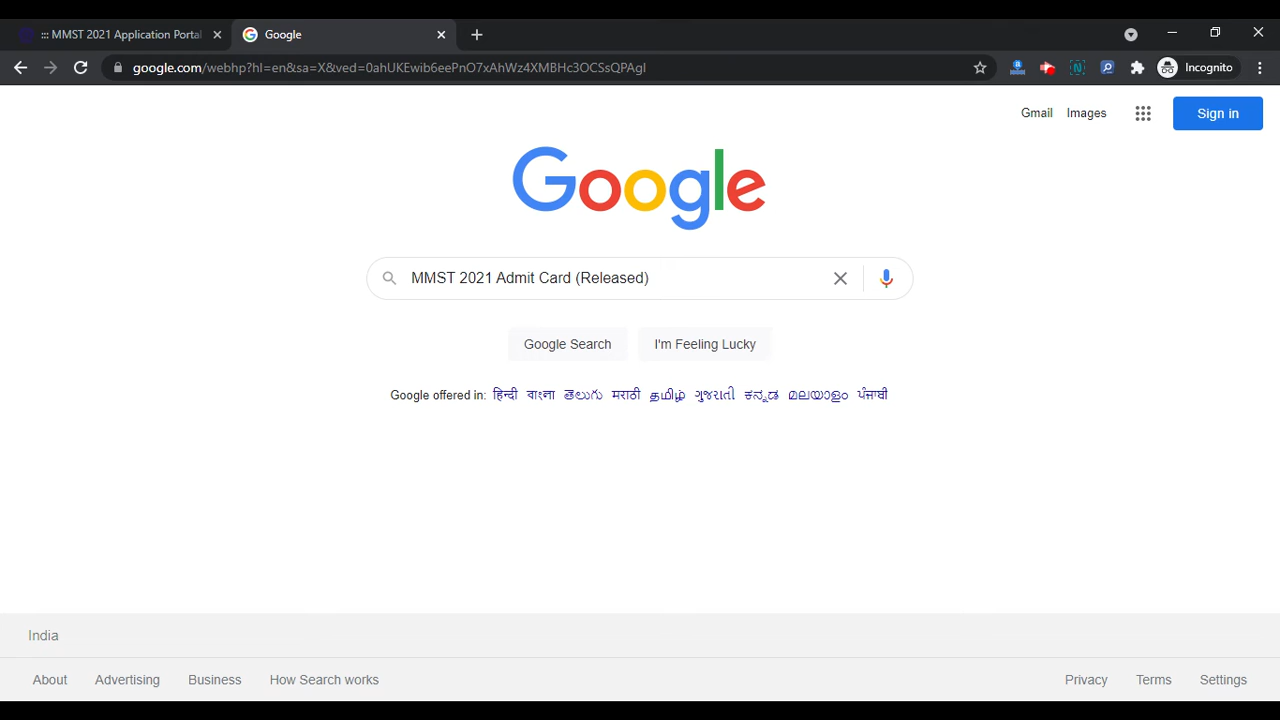 ::: MMST 2021 Application Portal
Google
google.com/webhp?hl=en&sa=X&ved=0ahUKEwib6eePnO7xAhWz4XMBHc3OCSsQPAgI
Incognito
Gmail Images
Sign in
Google
MMST 2021 Admit Card (Released)
Google Search
I'm Feeling Lucky
Google offered in: हिन्दी বাংলা తెలుగు मराठी தமிழ் ગુજરાતી ಕನ್ನಡ മലയാളം ਪੰਜਾਬੀ
India
About Advertising Business How Search works
Privacy Terms Settings